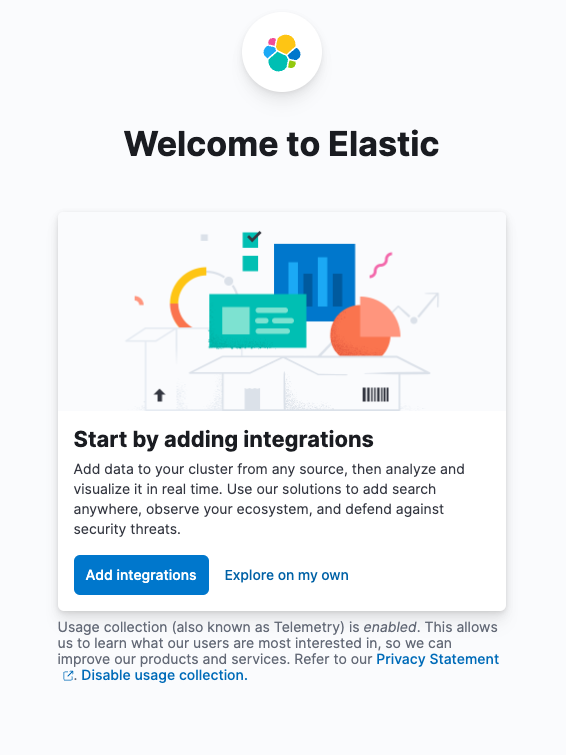 Welcome to Elastic
Start by adding integrations
Add data to your cluster from any source, then analyze and
visualize it in real time. Use our solutions to add search
anywhere, observe your ecosystem, and defend against
security threats.
Add integrations
Explore on my own
Usage collection (also known as Telemetry) is enabled. This allows
us to learn what our users are most interested in, so we can
improve our products and services. Refer to our Privacy Statement
. Disable usage collection.